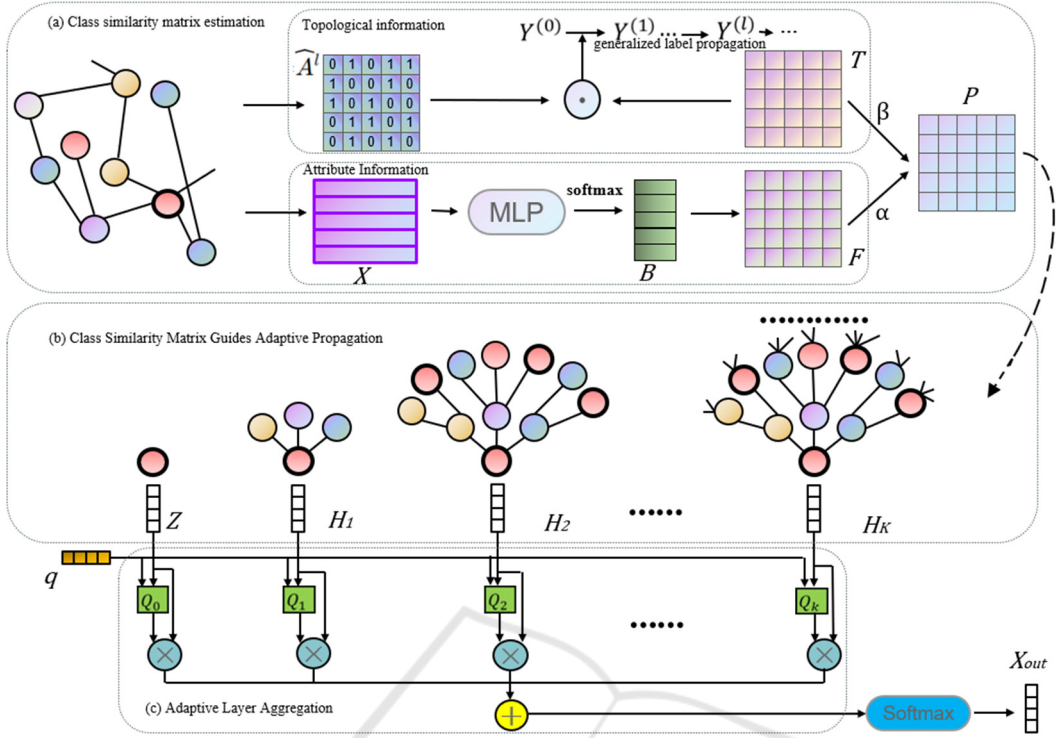 (a) Class similarity matrix estimation
Topological information
Y^(0) Y^(1) ... Y^(l) ...
generalized label propagation
Â^l
0 1 0 1 1
1 0 0 1 0
1 0 1 0 0
1 0 1 0 1
0 1 0 1 0
T
β
P
Attribute Information
MLP
softmax
X
B
F
α
(b) Class Similarity Matrix Guides Adaptive Propagation
Z
H1
H2
HK
q
Q0
Q1
Q2
Qk
(c) Adaptive Layer Aggregation
Softmax
Xout